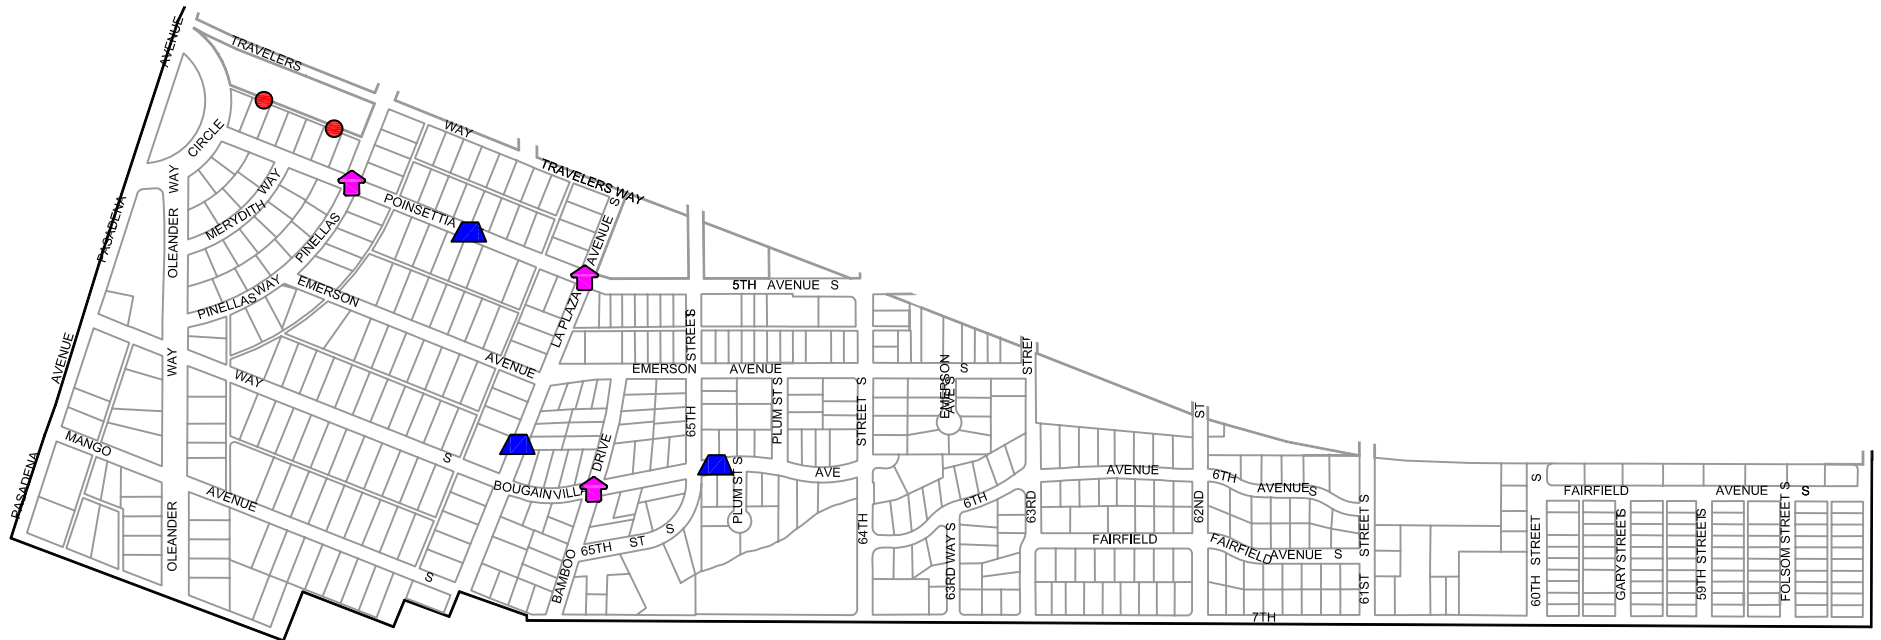 AVENUE
TRAVELERS
WAY
TRAVELERS WAY
CIRCLE
WAY
MERYDITH
WAY
OLEANDER
PASADENA
PINELLAS
POINSETTIA
AVENUE S
PINELLAS WAY
EMERSON
LA PLAZA
5TH AVENUE S
STREET S
AVENUE
WAY
AVENUE
WAY
EMERSON AVENUE S
STREET
EMERSON
AVE S
65TH
PLUM ST S
STREET S
ST
DRIVE
MANGO
S
PASADENA
AVENUE
BOUGAINVILLA
AVE
PLUM ST S
AVENUE
6TH
AVENUE S
6TH
S
FAIRFIELD AVENUE S
OLEANDER
S
BAMBOO
65TH ST S
64TH
63RD
62ND
STREET S
FAIRFIELD
FAIRFIELD AVENUE S
63RD WAY S
61ST
60TH STREET
GARY STREET S
59TH STREET S
FOLSOM STREET S
7TH